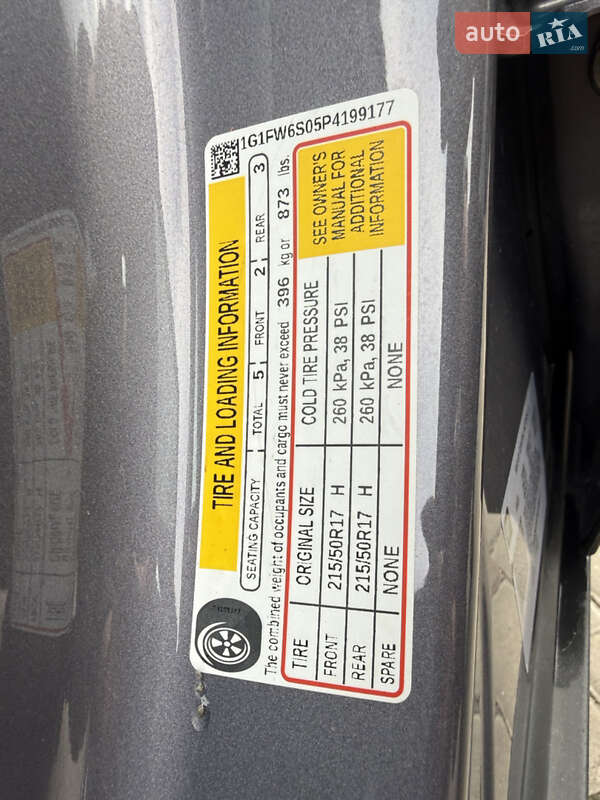 auto RIA.com
1G1FW6S05P4199177
TIRE AND LOADING INFORMATION
SEATING CAPACITY TOTAL 5 FRONT 2 REAR 3
The combined weight of occupants and cargo must never exceed 396 kg or 873 lbs.
TIRE ORIGINAL SIZE COLD TIRE PRESSURE
FRONT 215/50R17 H 260 kPa, 38 PSI
REAR 215/50R17 H 260 kPa, 38 PSI
SPARE NONE NONE
SEE OWNER'S
MANUAL FOR
ADDITIONAL
INFORMATION